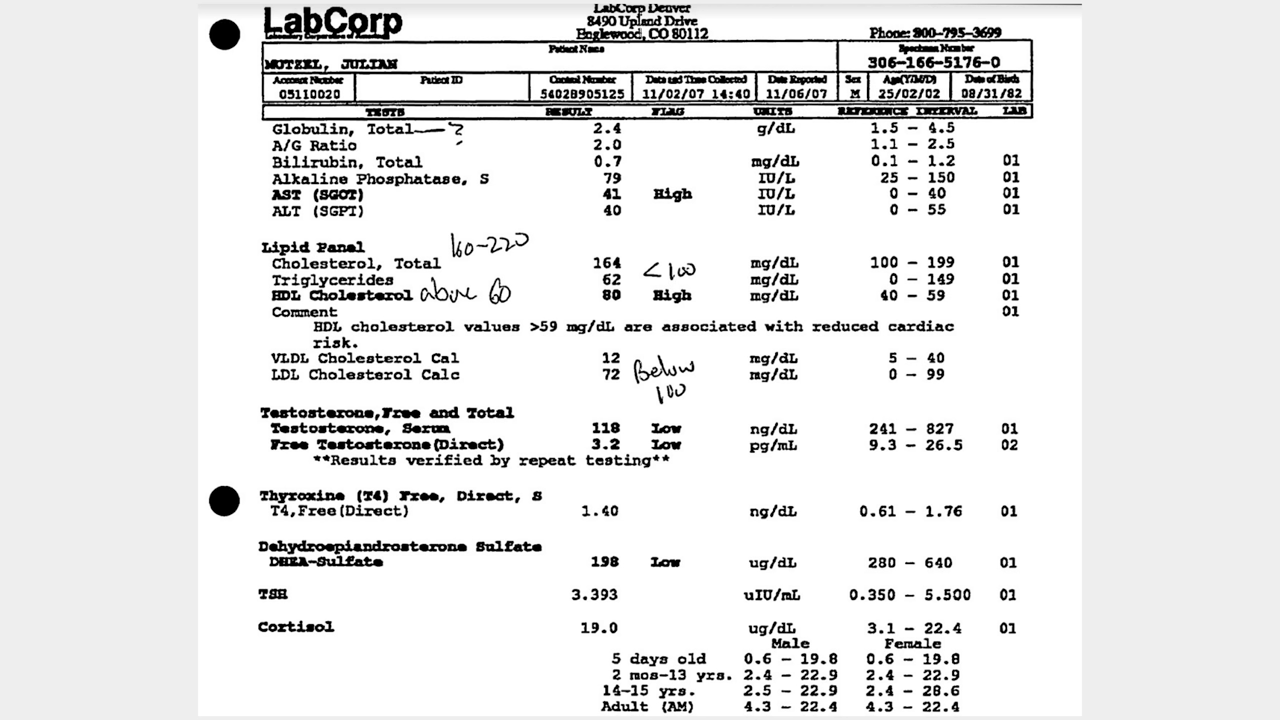 LabCorp
Laboratory Corporation of America
LabCorp Denver
8490 Upland Drive
Englewood, CO 80112
Phone: 800-795-3699
Patient Name
Specimen Number
MOTZEL, JULIAN
306-166-5176-0
Account Number Patient ID Control Number Date and Time Collected Date Reported Sex Age(Y/M/D) Date of Birth
05110020 54028905125 11/02/07 14:40 11/06/07 M 25/02/02 08/31/82
TESTS RESULT FLAG UNITS REFERENCE INTERVAL LAB
Globulin, Total—? 2.4 g/dL 1.5 - 4.5
A/G Ratio 2.0 1.1 - 2.5
Bilirubin, Total 0.7 mg/dL 0.1 - 1.2 01
Alkaline Phosphatase, S 79 IU/L 25 - 150 01
AST (SGOT) 41 High IU/L 0 - 40 01
ALT (SGPT) 40 IU/L 0 - 55 01
Lipid Panel 160-220
Cholesterol, Total 164 mg/dL 100 - 199 01
Triglycerides 62 <100 mg/dL 0 - 149 01
HDL Cholesterol above 60 80 High mg/dL 40 - 59 01
Comment 01
HDL cholesterol values >59 mg/dL are associated with reduced cardiac
risk.
VLDL Cholesterol Cal 12 mg/dL 5 - 40
LDL Cholesterol Calc 72 Below 100 mg/dL 0 - 99
Testosterone,Free and Total
Testosterone, Serum 118 Low ng/dL 241 - 827 01
Free Testosterone(Direct) 3.2 Low pg/mL 9.3 - 26.5 02
**Results verified by repeat testing**
Thyroxine (T4) Free, Direct, S
T4,Free(Direct) 1.40 ng/dL 0.61 - 1.76 01
Dehydroepiandrosterone Sulfate
DHEA-Sulfate 198 Low ug/dL 280 - 640 01
TSH 3.393 uIU/mL 0.350 - 5.500 01
Cortisol 19.0 ug/dL 3.1 - 22.4 01
Male Female
5 days old 0.6 - 19.8 0.6 - 19.8
2 mos-13 yrs. 2.4 - 22.9 2.4 - 22.9
14-15 yrs. 2.5 - 22.9 2.4 - 28.6
Adult (AM) 4.3 - 22.4 4.3 - 22.4